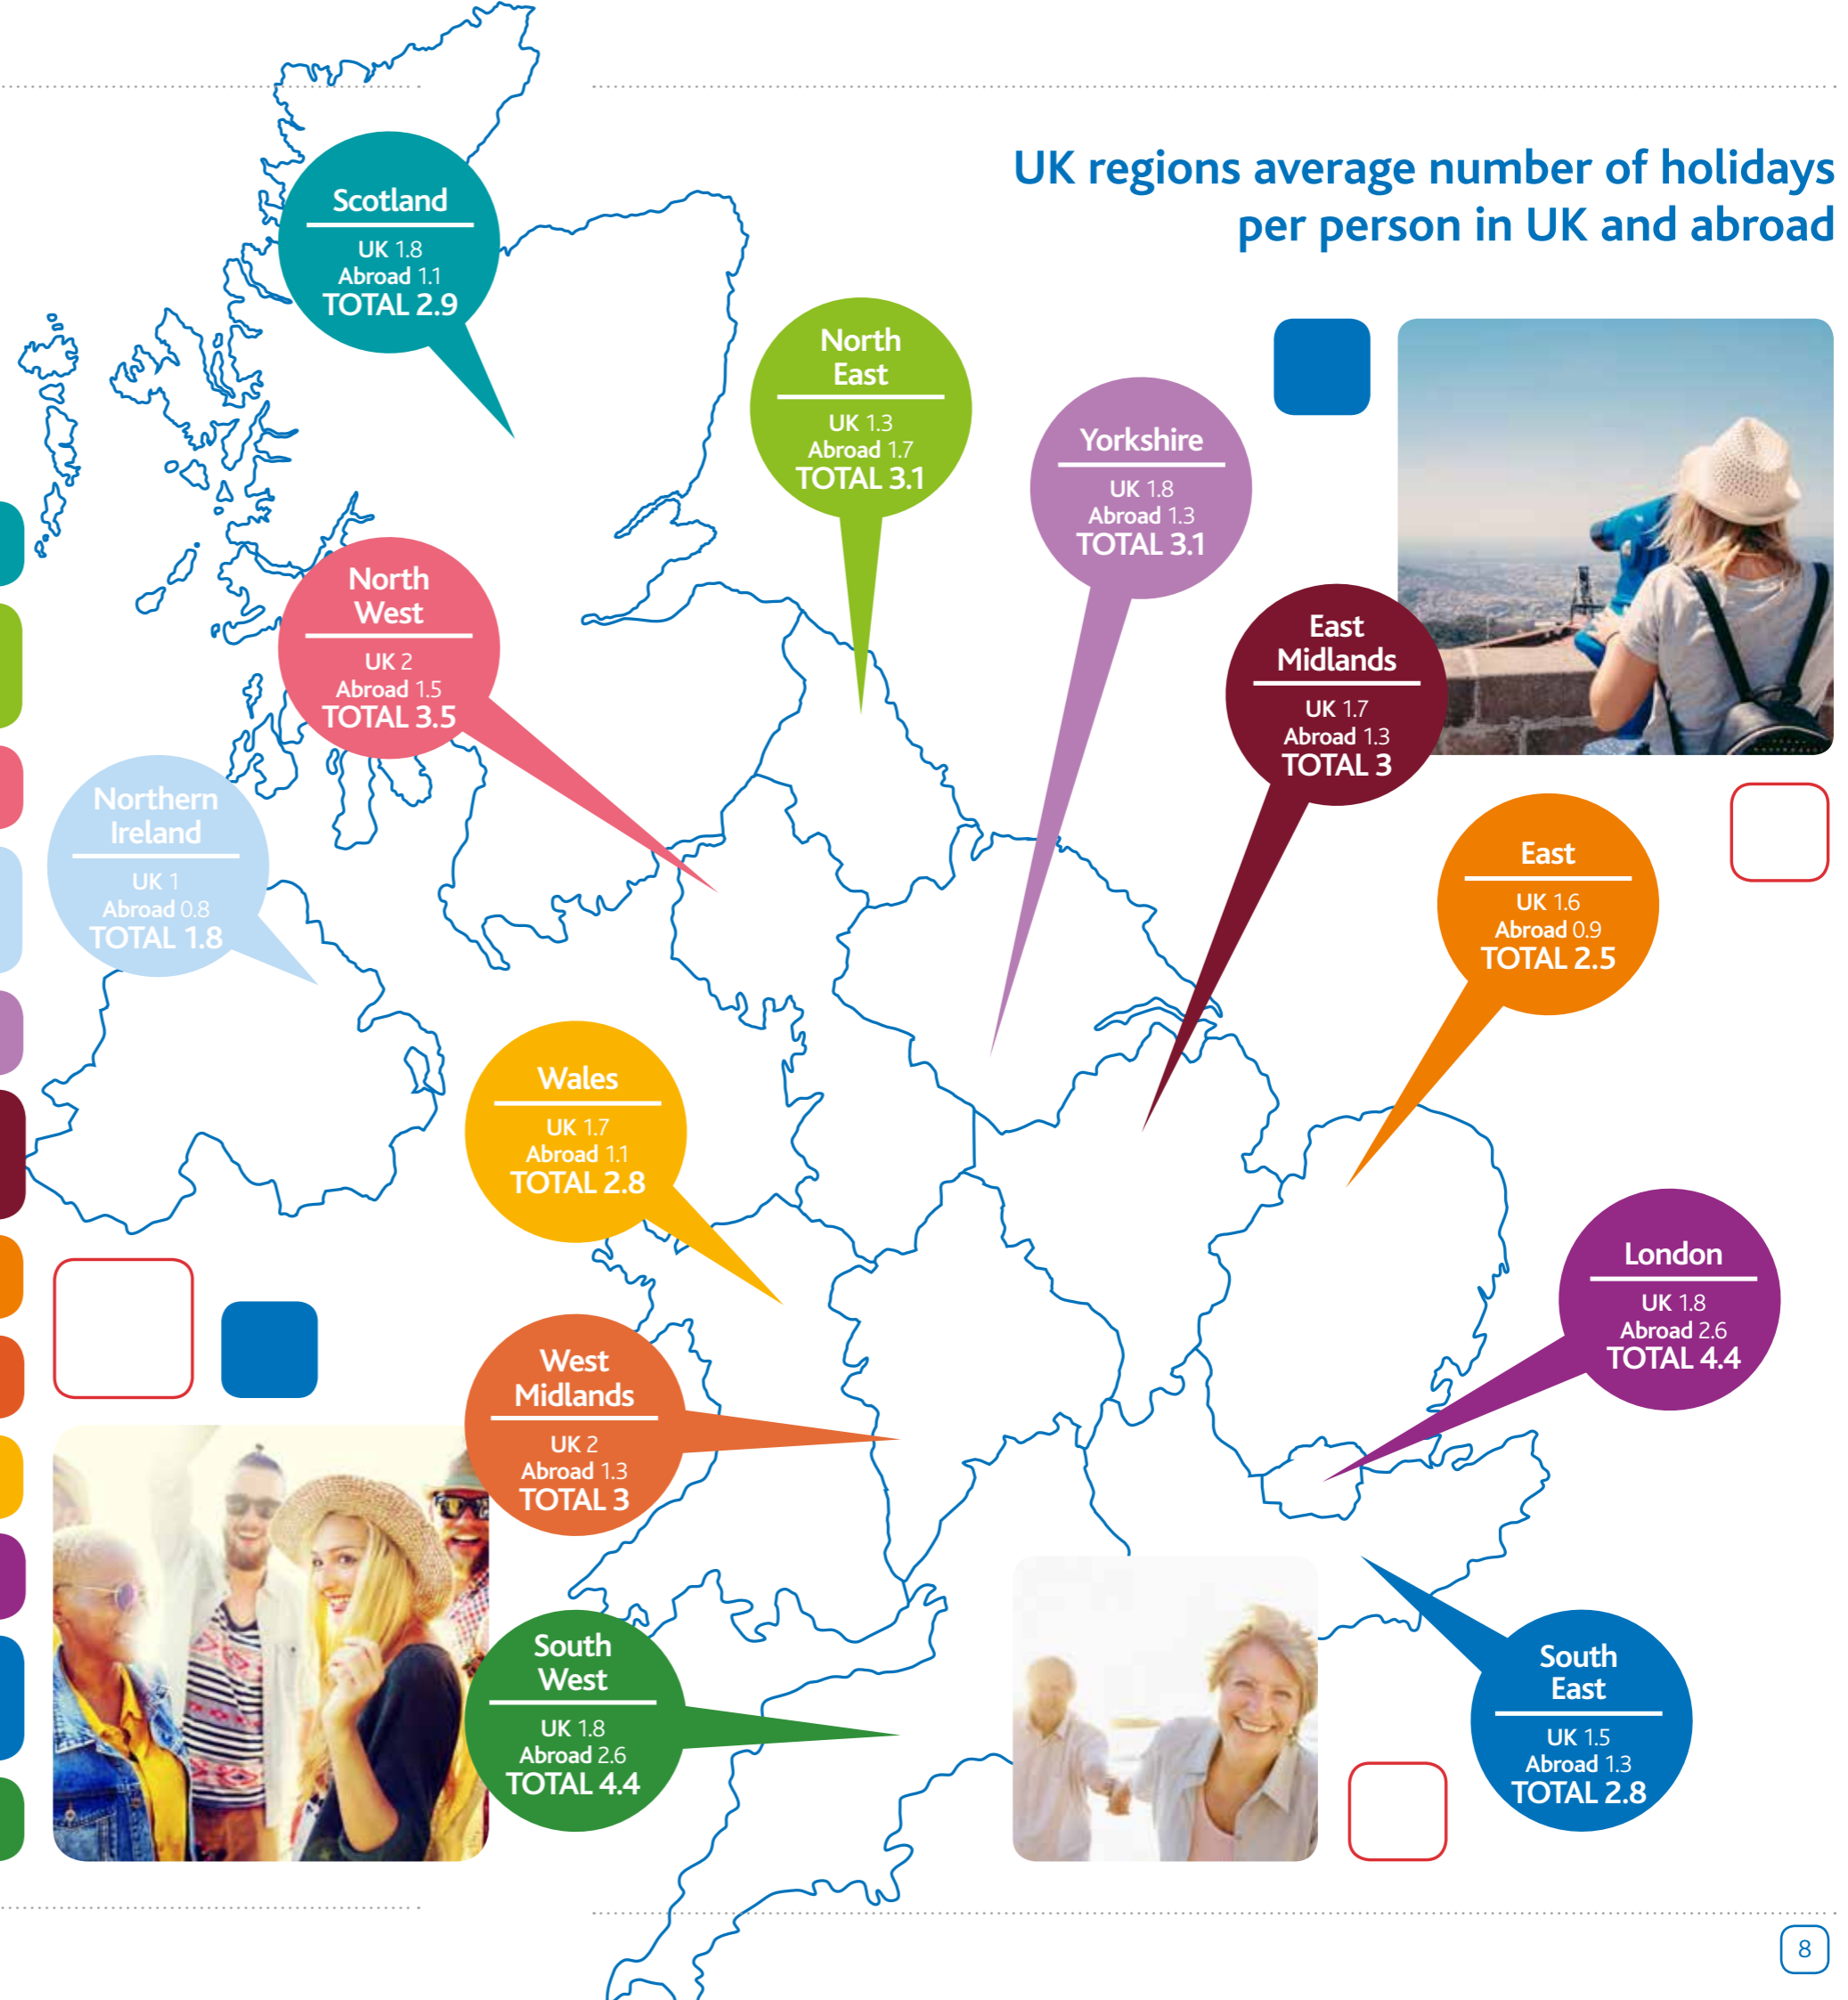 UK regions average number of holidays
per person in UK and abroad
Scotland
UK 1.8
Abroad 1.1
TOTAL 2.9
North
East
UK 1.3
Abroad 1.7
TOTAL 3.1
Yorkshire
UK 1.8
Abroad 1.3
TOTAL 3.1
North
West
UK 2
Abroad 1.5
TOTAL 3.5
East
Midlands
UK 1.7
Abroad 1.3
TOTAL 3
Northern
Ireland
UK 1
Abroad 0.8
TOTAL 1.8
East
UK 1.6
Abroad 0.9
TOTAL 2.5
Wales
UK 1.7
Abroad 1.1
TOTAL 2.8
London
UK 1.8
Abroad 2.6
TOTAL 4.4
West
Midlands
UK 2
Abroad 1.3
TOTAL 3
South
West
UK 1.8
Abroad 2.6
TOTAL 4.4
South
East
UK 1.5
Abroad 1.3
TOTAL 2.8
8